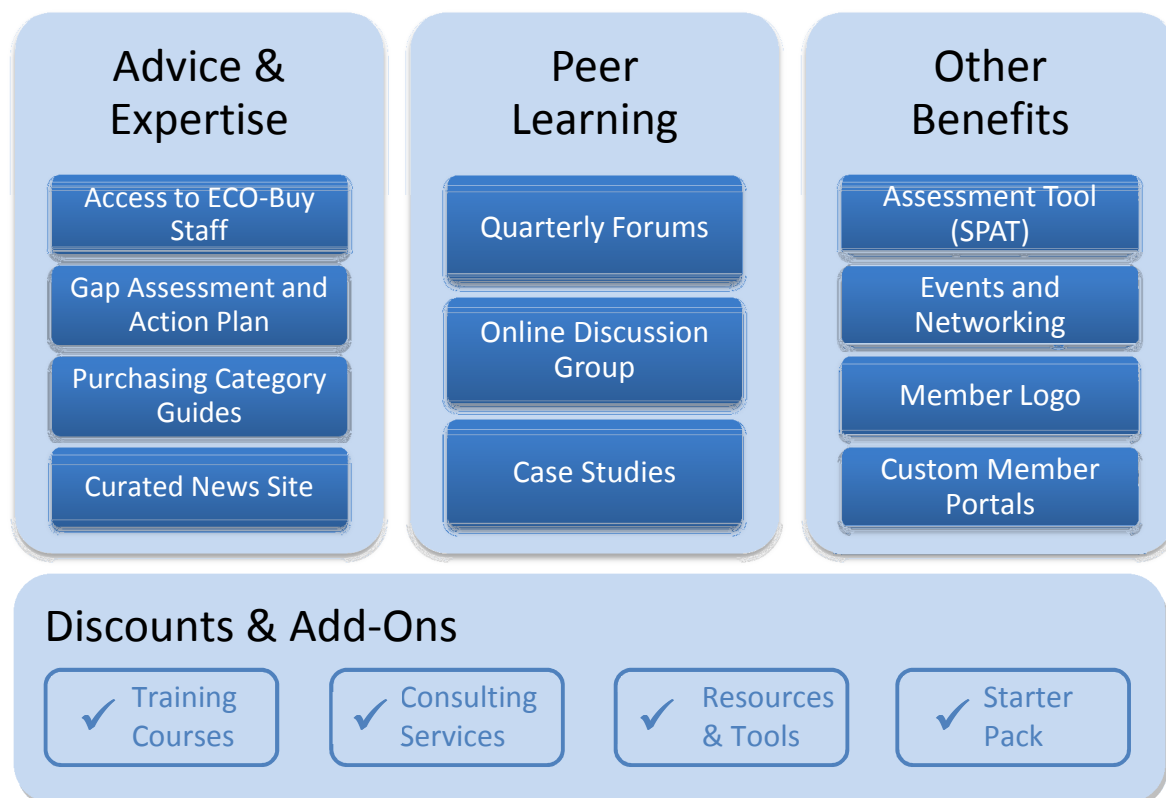 Advice &
Expertise
Access to ECO-Buy
Staff
Gap Assessment and
Action Plan
Purchasing Category
Guides
Curated News Site
Peer
Learning
Quarterly Forums
Online Discussion
Group
Case Studies
Other
Benefits
Assessment Tool
(SPAT)
Events and
Networking
Member Logo
Custom Member
Portals
Discounts & Add-Ons
Training
Courses
Consulting
Services
Resources
& Tools
Starter
Pack